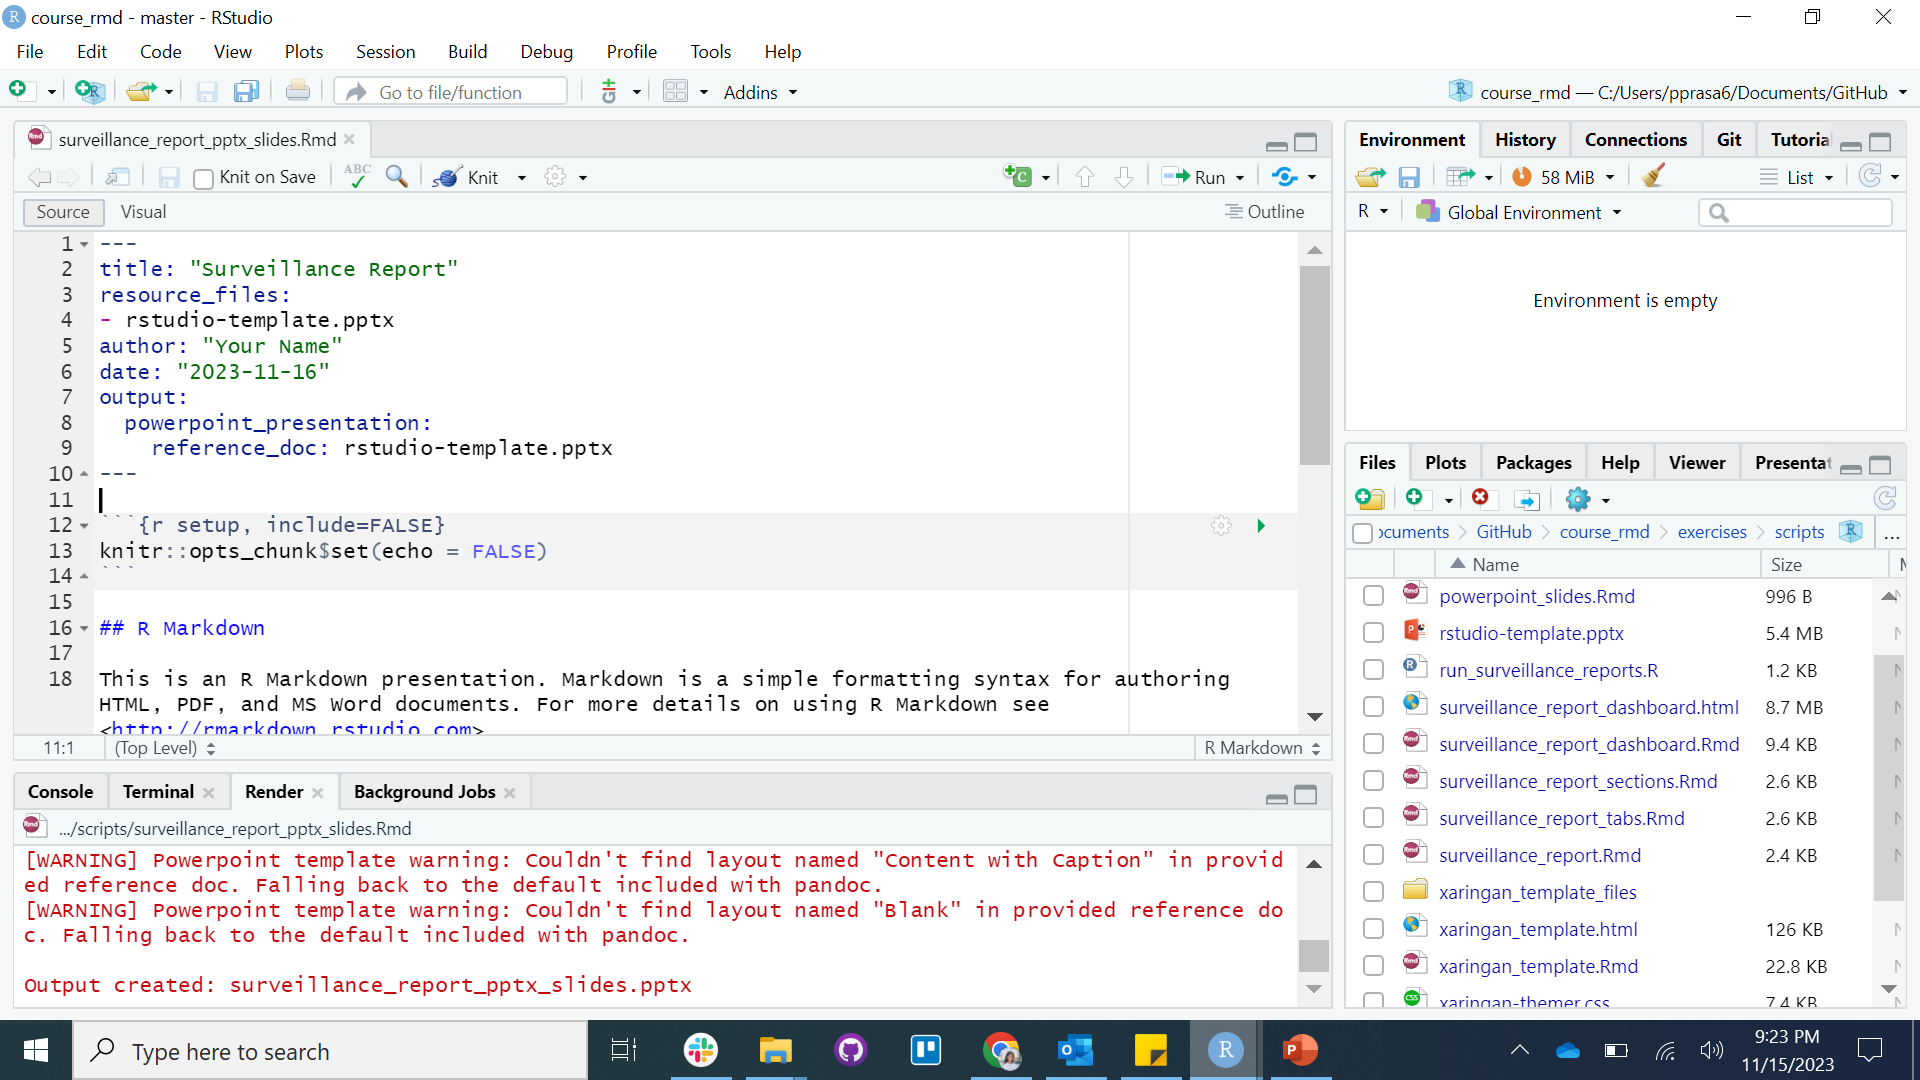 course_rmd - master - RStudio
File Edit Code View Plots Session Build Debug Profile Tools Help
Go to file/function Addins course_rmd — C:/Users/pprasa6/Documents/GitHub
surveillance_report_pptx_slides.Rmd
Knit on Save ABC Knit Run
Source Visual Outline
1 ---
2 title: "Surveillance Report"
3 resource_files:
4 - rstudio-template.pptx
5 author: "Your Name"
6 date: "2023-11-16"
7 output:
8 powerpoint_presentation:
9 reference_doc: rstudio-template.pptx
10 ---
11
12 ```{r setup, include=FALSE}
13 knitr::opts_chunk$set(echo = FALSE)
14 ```
15
16 ## R Markdown
17
18 This is an R Markdown presentation. Markdown is a simple formatting syntax for authoring
HTML, PDF, and MS Word documents. For more details on using R Markdown see
<http://rmarkdown.rstudio.com>
11:1 (Top Level) R Markdown
Console Terminal Render Background Jobs
.../scripts/surveillance_report_pptx_slides.Rmd
[WARNING] Powerpoint template warning: Couldn't find layout named "Content with Caption" in provid
ed reference doc. Falling back to the default included with pandoc.
[WARNING] Powerpoint template warning: Couldn't find layout named "Blank" in provided reference do
c. Falling back to the default included with pandoc.
Output created: surveillance_report_pptx_slides.pptx
Environment History Connections Git Tutoria
58 MiB List
R Global Environment
Environment is empty
Files Plots Packages Help Viewer Presentat
ocuments GitHub course_rmd exercises scripts ...
Name Size
powerpoint_slides.Rmd 996 B
rstudio-template.pptx 5.4 MB
run_surveillance_reports.R 1.2 KB
surveillance_report_dashboard.html 8.7 MB
surveillance_report_dashboard.Rmd 9.4 KB
surveillance_report_sections.Rmd 2.6 KB
surveillance_report_tabs.Rmd 2.6 KB
surveillance_report.Rmd 2.4 KB
xaringan_template_files
xaringan_template.html 126 KB
xaringan_template.Rmd 22.8 KB
xaringan-themer.css 7.4 KB
Type here to search
9:23 PM
11/15/2023